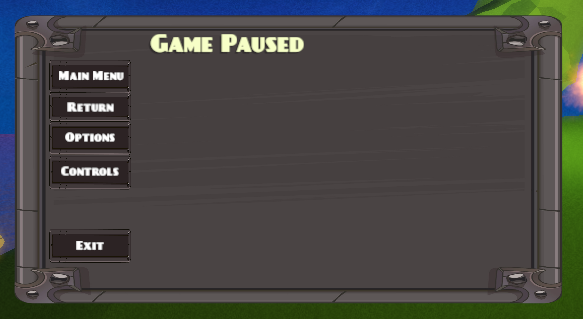 Game Paused
Main Menu
Return
Options
Controls
Exit